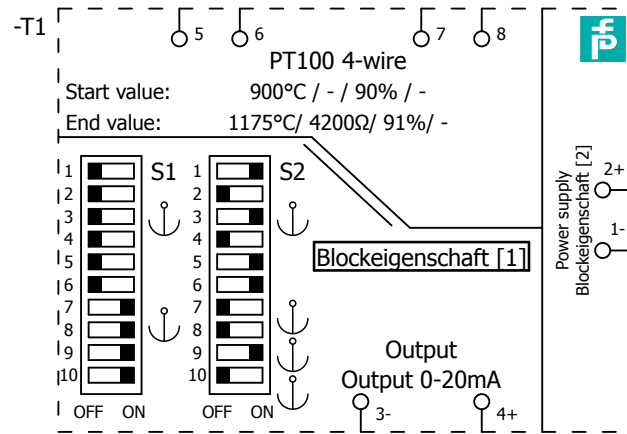 -T1
5 6 7 8
PT100 4-wire
Start value: 900°C / - / 90% / -
End value: 1175°C/ 4200Ω/ 91%/ -
S1 S2
1 1
2 2
3 3
4 4
5 5
6 6
7 7
8 8
9 9
10 10
OFF ON OFF ON
Blockeigenschaft [1]
Output
Output 0-20mA
3- 4+
Power supply
Blockeigenschaft [2]
2+
1-